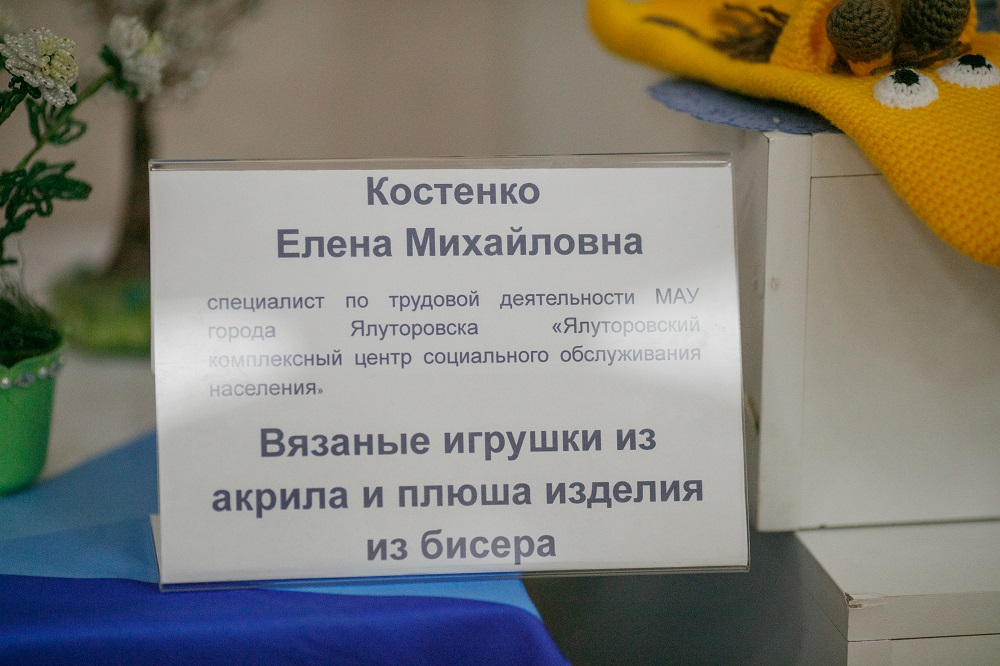 Костенко
Елена Михайловна
специалист по трудовой деятельности МАУ
города Ялуторовска «Ялуторовский
комплексный центр социального обслуживания
населения»
Вязаные игрушки из
акрила и плюша изделия
из бисера